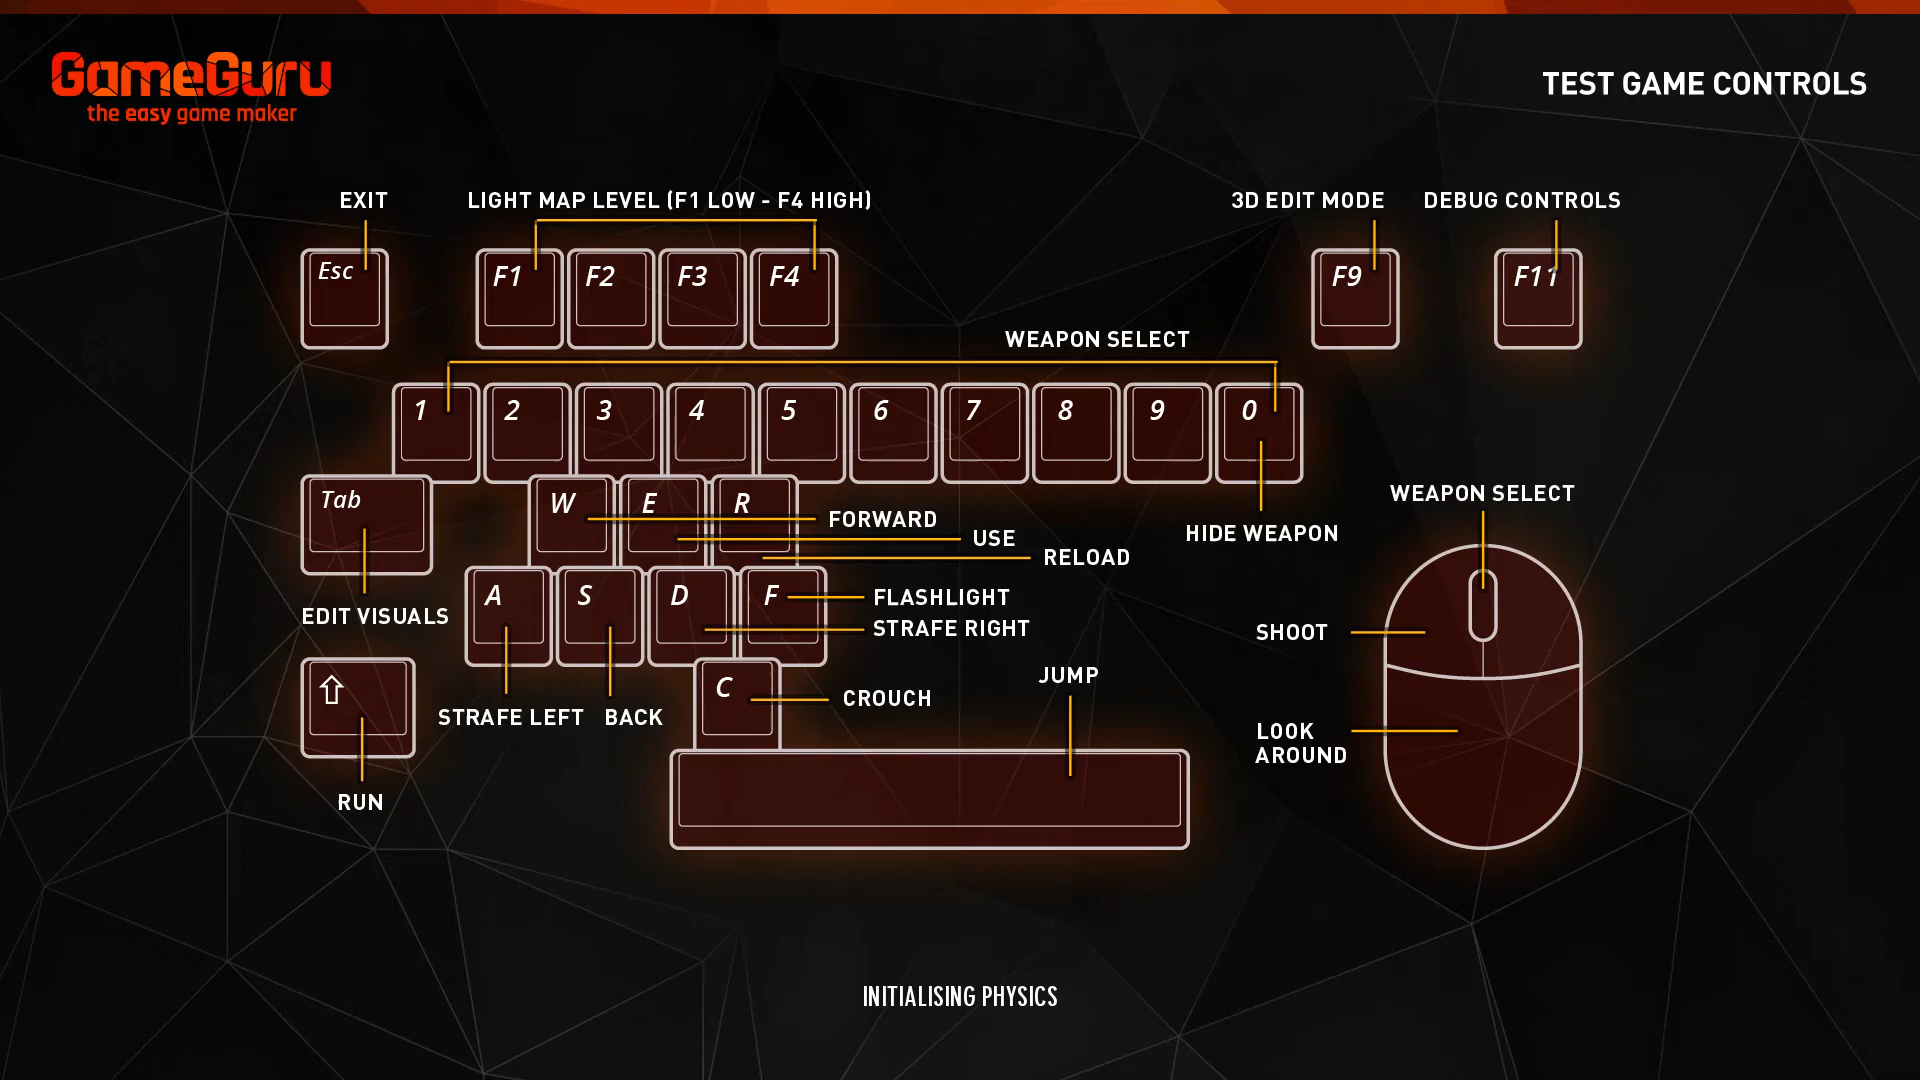 GameGuru
the easy game maker
TEST GAME CONTROLS
EXIT
LIGHT MAP LEVEL (F1 LOW - F4 HIGH)
3D EDIT MODE
DEBUG CONTROLS
Esc
F1
F2
F3
F4
F9
F11
WEAPON SELECT
1
2
3
4
5
6
7
8
9
0
Tab
W
E
R
FORWARD
USE
RELOAD
HIDE WEAPON
WEAPON SELECT
A
S
D
F
FLASHLIGHT
STRAFE RIGHT
EDIT VISUALS
SHOOT
C
CROUCH
JUMP
STRAFE LEFT
BACK
LOOK
AROUND
RUN
INITIALISING PHYSICS